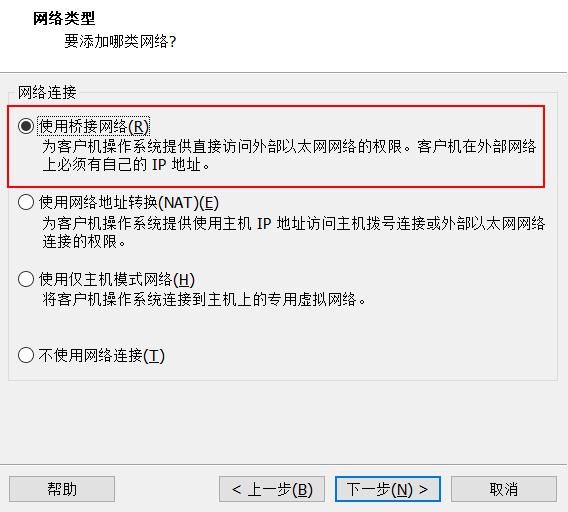 网络类型
要添加哪类网络?
网络连接
使用桥接网络(R)
为客户机操作系统提供直接访问外部以太网网络的权限。客户机在外部网络
上必须有自己的 IP 地址。
使用网络地址转换(NAT)(E)
为客户机操作系统提供使用主机 IP 地址访问主机拨号连接或外部以太网网络
连接的权限。
使用仅主机模式网络(H)
将客户机操作系统连接到主机上的专用虚拟网络。
不使用网络连接(T)
帮助
< 上一步(B)
下一步(N) >
取消